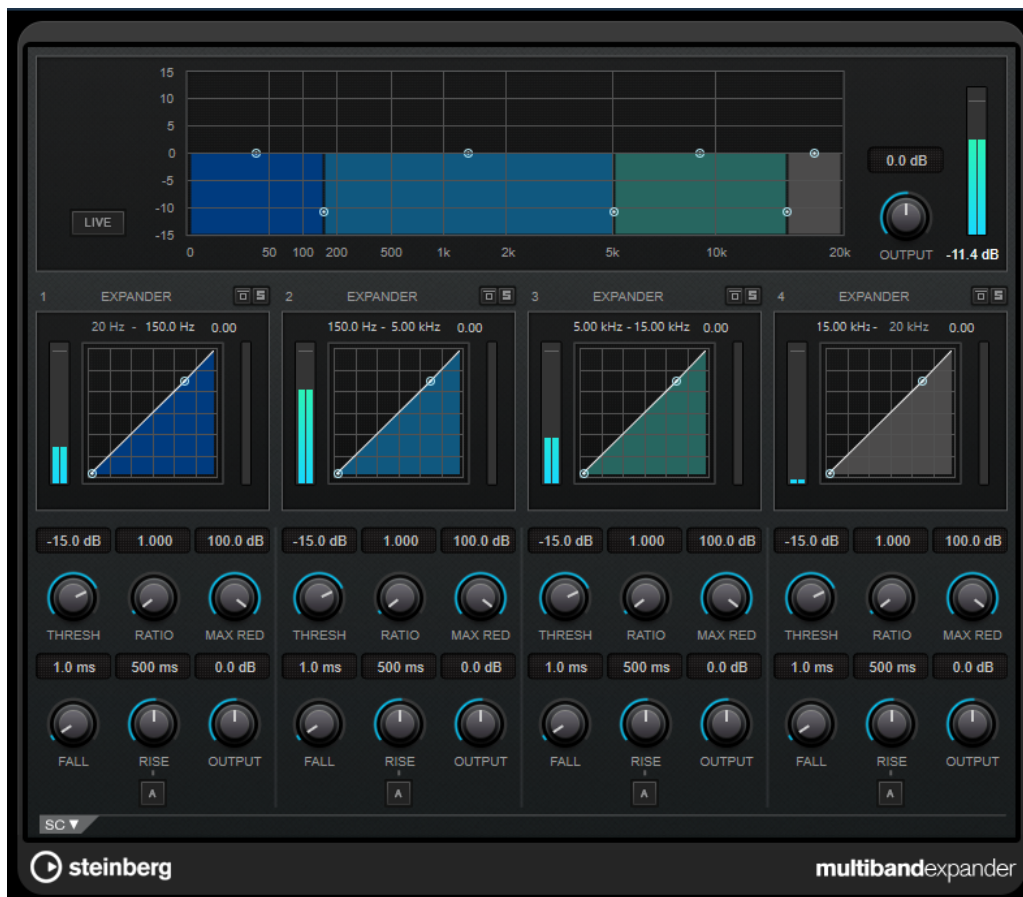 15
10
5
0
-5
-10
-15
LIVE
0 50 100 200 500 1k 2k 5k 10k 20k
0.0 dB
OUTPUT
-11.4 dB
1 EXPANDER S 2 EXPANDER S 3 EXPANDER S 4 EXPANDER S
20 Hz - 150.0 Hz 0.00 150.0 Hz - 5.00 kHz 0.00 5.00 kHz - 15.00 kHz 0.00 15.00 kHz - 20 kHz 0.00
-15.0 dB 1.000 100.0 dB -15.0 dB 1.000 100.0 dB -15.0 dB 1.000 100.0 dB -15.0 dB 1.000 100.0 dB
THRESH RATIO MAX RED THRESH RATIO MAX RED THRESH RATIO MAX RED THRESH RATIO MAX RED
1.0 ms 500 ms 0.0 dB 1.0 ms 500 ms 0.0 dB 1.0 ms 500 ms 0.0 dB 1.0 ms 500 ms 0.0 dB
FALL RISE OUTPUT FALL RISE OUTPUT FALL RISE OUTPUT FALL RISE OUTPUT
A A A A
SC ▼
steinberg
multibandexpander